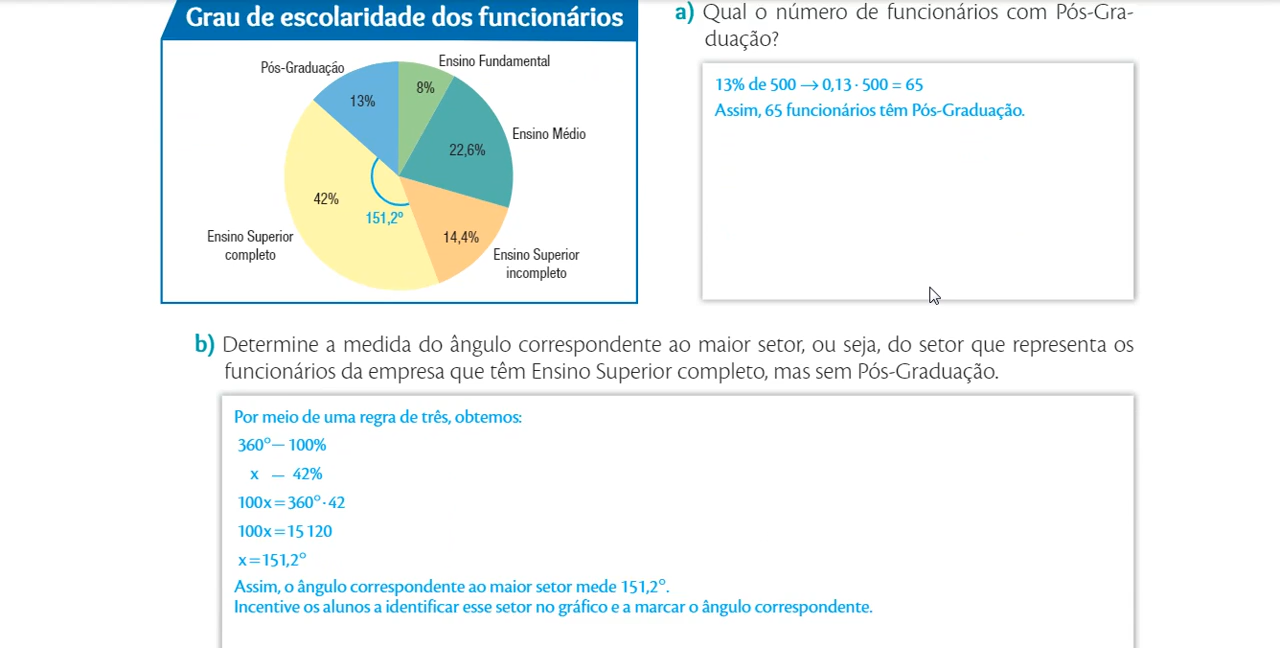 Grau de escolaridade dos funcionários
Pós-Graduação
Ensino Fundamental
8%
13%
Ensino Médio
22,6%
42%
151,2°
14,4%
Ensino Superior
completo
Ensino Superior
incompleto
a) Qual o número de funcionários com Pós-Gra-
duação?
13% de 500 → 0,13 · 500 = 65
Assim, 65 funcionários têm Pós-Graduação.
b) Determine a medida do ângulo correspondente ao maior setor, ou seja, do setor que representa os
funcionários da empresa que têm Ensino Superior completo, mas sem Pós-Graduação.
Por meio de uma regra de três, obtemos:
360° — 100%
x — 42%
100x = 360° · 42
100x = 15 120
x = 151,2°
Assim, o ângulo correspondente ao maior setor mede 151,2°.
Incentive os alunos a identificar esse setor no gráfico e a marcar o ângulo correspondente.